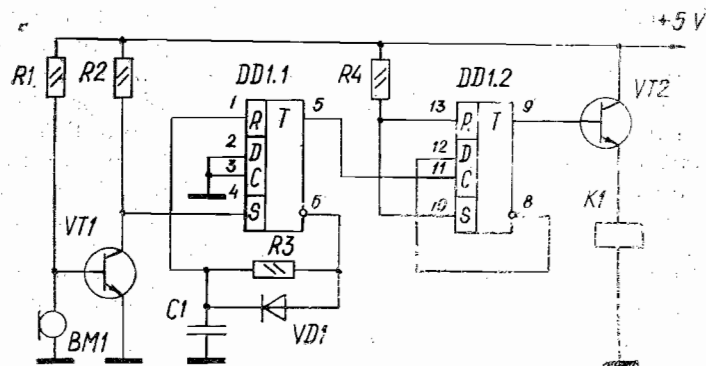 +5 V
R1
R2
DD1.1
R4
DD1.2
VT2
1
R
T
5
2
D
3
C
4
S
6
13
R
T
9
12
D
11
C
10
S
8
K1
VT1
R3
C1
VD1
BM1